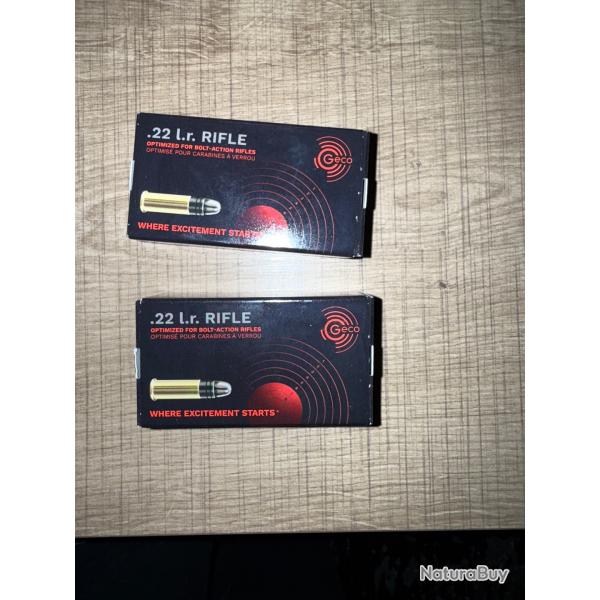 .22 l.r. RIFLE
OPTIMIZED FOR BOLT-ACTION RIFLES
OPTIMISÉ POUR CARABINES À VERROU
Geco
WHERE EXCITEMENT STARTS
.22 l.r. RIFLE
OPTIMIZED FOR BOLT-ACTION RIFLES
OPTIMISÉ POUR CARABINES À VERROU
Geco
WHERE EXCITEMENT STARTS
NaturaBuy